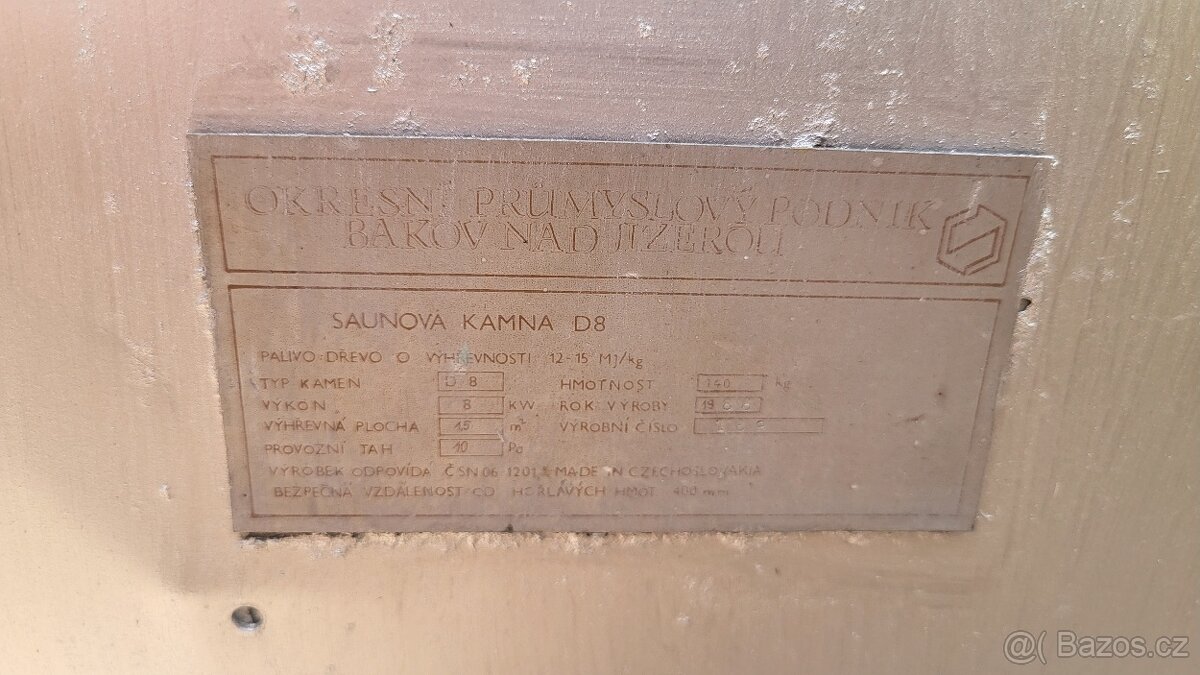 OKRESNÍ PRŮMYSLOVÝ PODNIK
BAKOV NAD JIZEROU
SAUNOVÁ KAMNA D8
PALIVO DŘEVO O VÝHŘEVNOSTI 12-15 MJ/kg
TYP KAMEN D 8 HMOTNOST 140 kg
VÝKON 8 KW ROK VÝROBY
VÝHŘEVNÁ PLOCHA 15 m² VÝROBNÍ ČÍSLO
PROVOZNÍ TAH 10 Pa
VÝROBEK ODPOVÍDA ČSN 06 MADE IN CZECHOSLOVAKIA
BEZPEČNÁ VZDÁLENOST OD HOŘLAVÝCH HMOT 400 mm
@( Bazos.cz